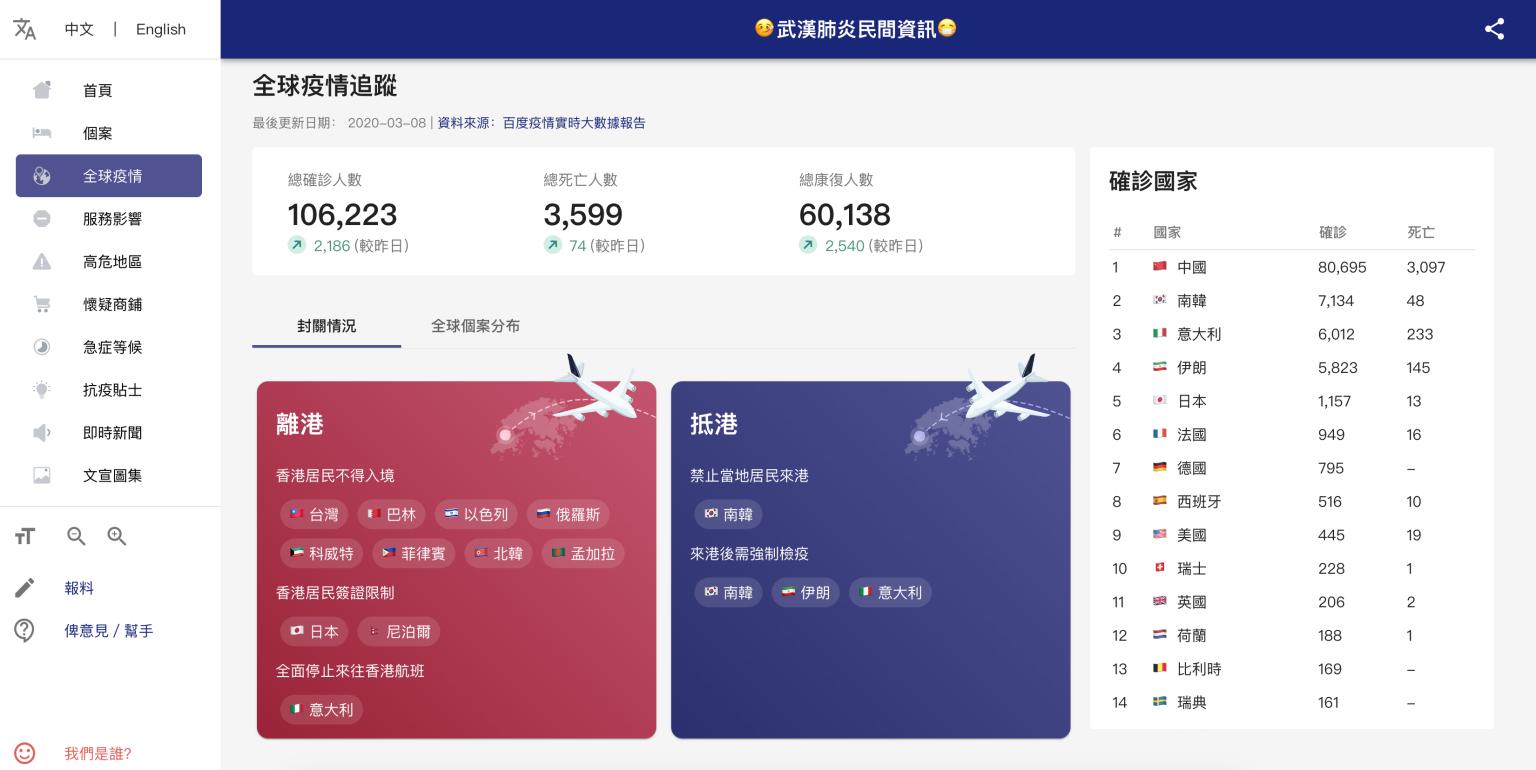 中文 | English
武漢肺炎民間資訊
首頁
個案
全球疫情
服務影響
高危地區
懷疑商鋪
急症等候
抗疫貼士
即時新聞
文宣圖集
報料
俾意見 / 幫手
我們是誰?
全球疫情追蹤
最後更新日期： 2020-03-08 | 資料來源：百度疫情實時大數據報告
總確診人數 總死亡人數 總康復人數
106,223 3,599 60,138
2,186 (較昨日) 74 (較昨日) 2,540 (較昨日)
封關情況 全球個案分布
離港
香港居民不得入境
台灣 巴林 以色列 俄羅斯
科威特 菲律賓 北韓 孟加拉
香港居民簽證限制
日本 尼泊爾
全面停止來往香港航班
意大利
抵港
禁止當地居民來港
南韓
來港後需強制檢疫
南韓 伊朗 意大利
確診國家
# 國家 確診 死亡
1 中國 80,695 3,097
2 南韓 7,134 48
3 意大利 6,012 233
4 伊朗 5,823 145
5 日本 1,157 13
6 法國 949 16
7 德國 795 –
8 西班牙 516 10
9 美國 445 19
10 瑞士 228 1
11 英國 206 2
12 荷蘭 188 1
13 比利時 169 –
14 瑞典 161 –